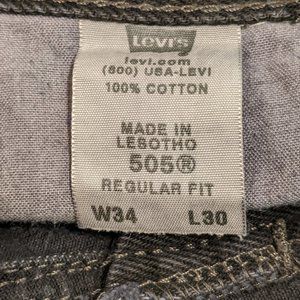 Levi's
levi.com
(800) USA-LEVI
100% COTTON
MADE IN
LESOTHO
505®
REGULAR FIT
W34 L30